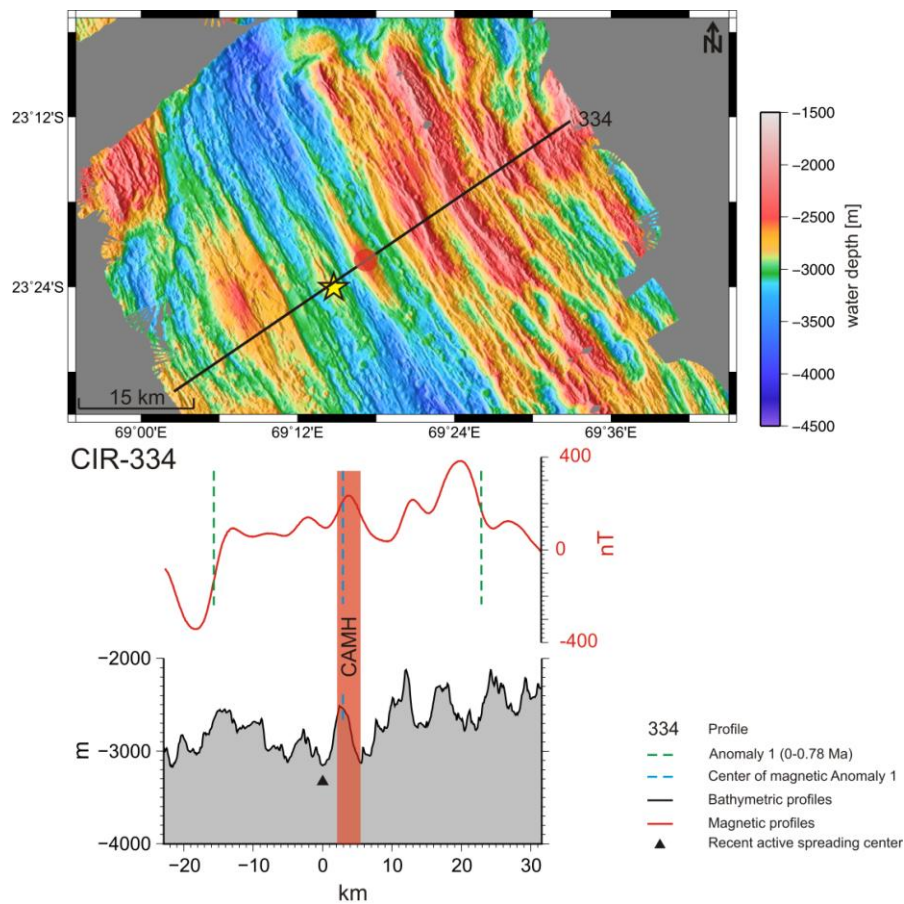 N
334
23°12'S
23°24'S
15 km
69°00'E
69°12'E
69°24'E
69°36'E
−1500
−2000
−2500
−3000
−3500
−4000
−4500
water depth [m]
CIR-334
400
0
−400
nT
CAMH
−2000
−3000
−4000
m
−20
−10
0
10
20
30
km
334 Profile
Anomaly 1 (0-0.78 Ma)
Center of magnetic Anomaly 1
Bathymetric profiles
Magnetic profiles
Recent active spreading center